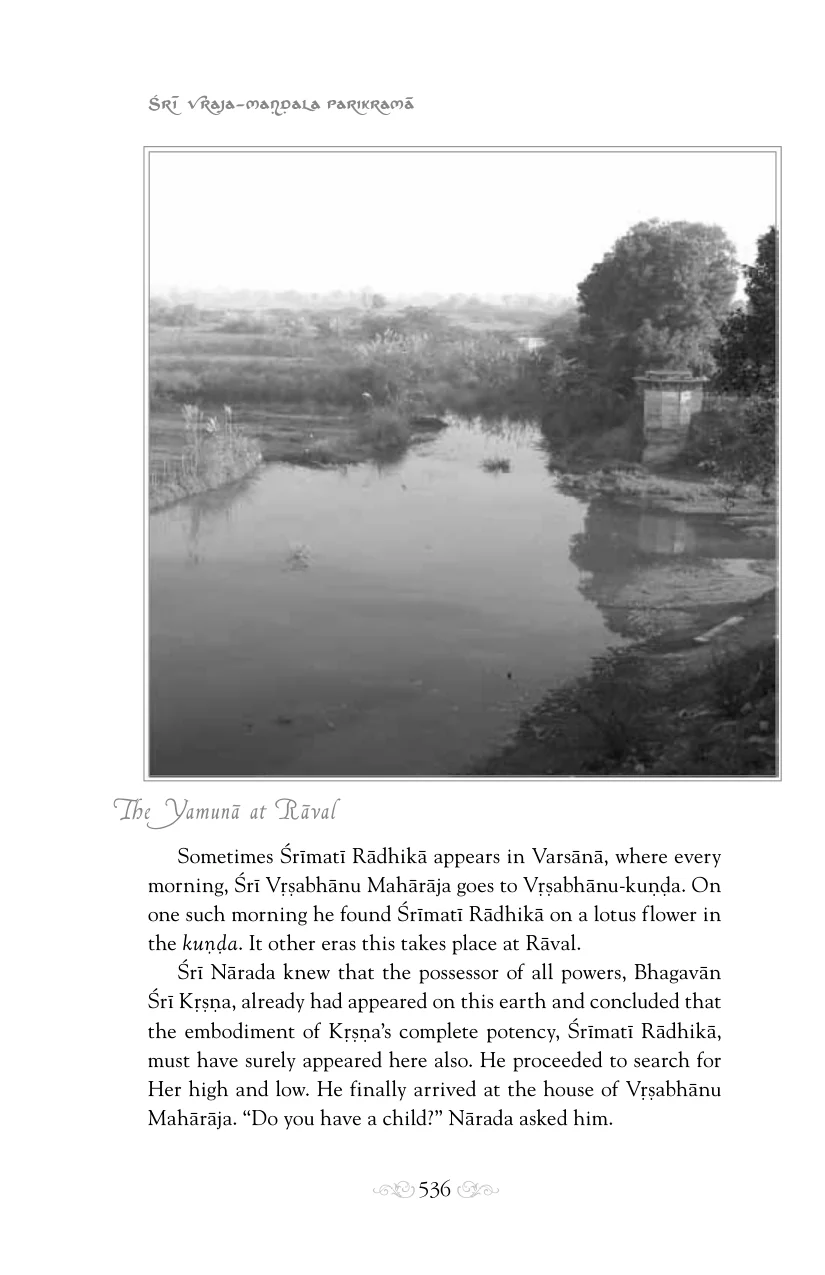 Śrī Vraja-maṇḍala Parikramā
The Yamunā at Rāval
Sometimes Śrīmatī Rādhikā appears in Varsānā, where every
morning, Śrī Vṛṣabhānu Mahārāja goes to Vṛṣabhānu-kuṇḍa. On
one such morning he found Śrīmatī Rādhikā on a lotus flower in
the kuṇḍa. It other eras this takes place at Rāval.
Śrī Nārada knew that the possessor of all powers, Bhagavān
Śrī Kṛṣṇa, already had appeared on this earth and concluded that
the embodiment of Kṛṣṇa’s complete potency, Śrīmatī Rādhikā,
must have surely appeared here also. He proceeded to search for
Her high and low. He finally arrived at the house of Vṛṣabhānu
Mahārāja. “Do you have a child?” Nārada asked him.
536